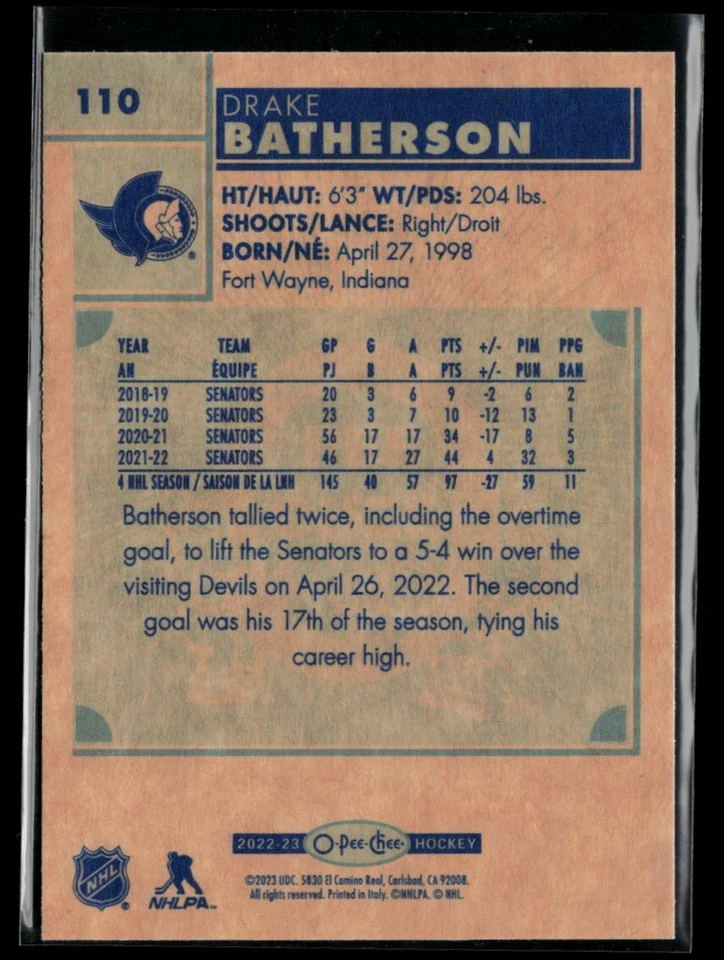 110
DRAKE
BATHERSON
HT/HAUT: 6'3" WT/PDS: 204 lbs.
SHOOTS/LANCE: Right/Droit
BORN/NÉ: April 27, 1998
Fort Wayne, Indiana
YEAR TEAM GP G A PTS +/- PIM PPG
AN ÉQUIPE PJ B A PTS +/- PUN BAN
2018-19 SENATORS 20 3 6 9 -2 6 2
2019-20 SENATORS 23 3 7 10 -12 13 1
2020-21 SENATORS 56 17 17 34 -17 8 5
2021-22 SENATORS 46 17 27 44 4 32 3
4 NHL SEASON / SAISON DE LA LNH 145 40 57 97 -27 59 11
Batherson tallied twice, including the overtime
goal, to lift the Senators to a 5-4 win over the
visiting Devils on April 26, 2022. The second
goal was his 17th of the season, tying his
career high.
2022-23 O-Pee-Chee HOCKEY
NHL ®
NHLPA™
©2023 UDC. 5830 El Camino Real, Carlsbad, CA 92008.
All rights reserved. Printed in Italy. ©NHLPA. © NHL.